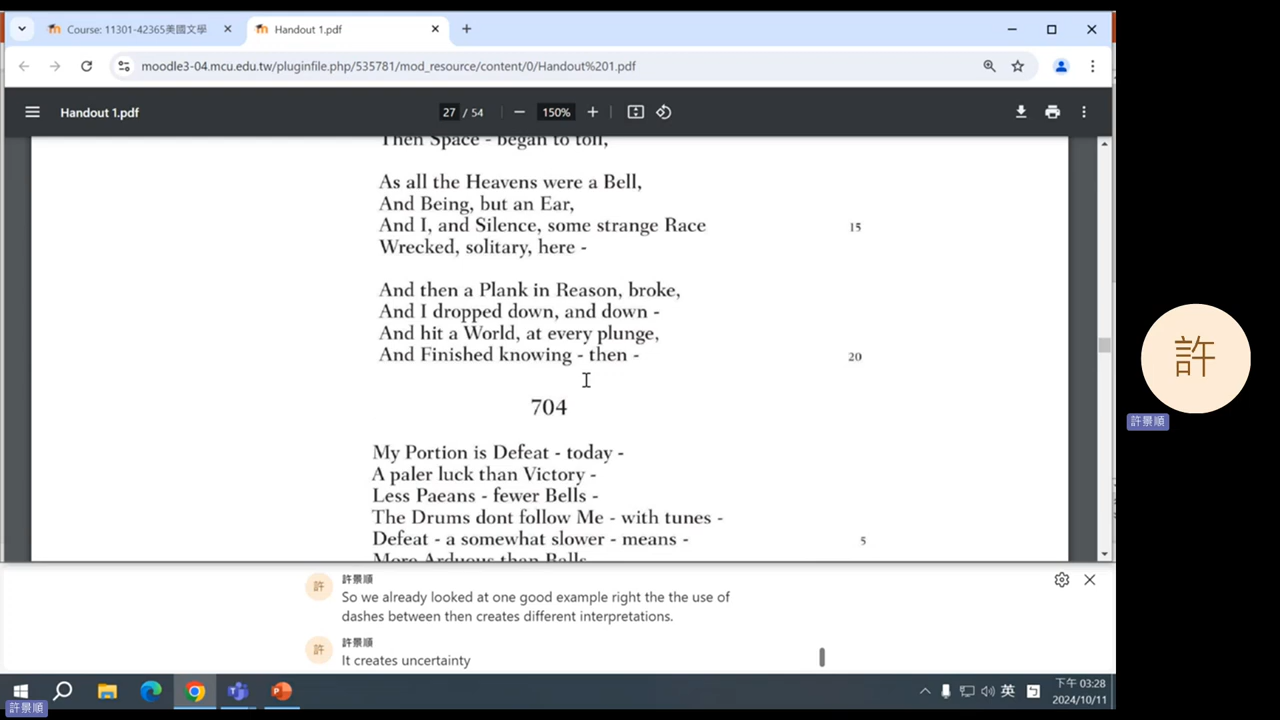 Course: 11301-42365美國文學
Handout 1.pdf
moodle3-04.mcu.edu.tw/pluginfile.php/535781/mod_resource/content/0/Handout%201.pdf
Handout 1.pdf
27 / 54
150%
Then Space - began to toll,
As all the Heavens were a Bell,
And Being, but an Ear,
And I, and Silence, some strange Race 15
Wrecked, solitary, here -
And then a Plank in Reason, broke,
And I dropped down, and down -
And hit a World, at every plunge,
And Finished knowing - then - 20
704
My Portion is Defeat - today -
A paler luck than Victory -
Less Paeans - fewer Bells -
The Drums dont follow Me - with tunes -
Defeat - a somewhat slower - means - 5
More Arduous than Balls
許
許景順
許
許景順
So we already looked at one good example right the the use of
dashes between then creates different interpretations.
許
許景順
It creates uncertainty
英
下午 03:28
2024/10/11
許景順